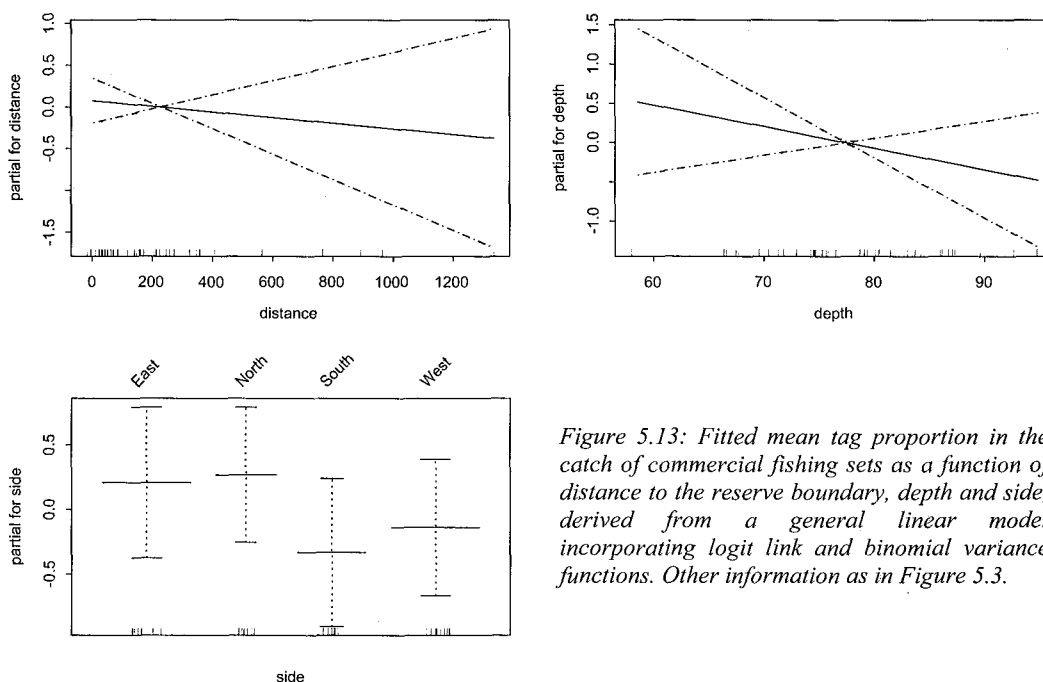 partial for distance
1.0
0.5
0.0
-0.5
-1.5
0 200 400 600 800 1000 1200
distance
partial for depth
1.5
1.0
0.5
0.0
-1.0
60 70 80 90
depth
East North South West
partial for side
0.5
0.0
-0.5
side
Figure 5.13: Fitted mean tag proportion in the
catch of commercial fishing sets as a function o
distance to the reserve boundary, depth and side
derived from a general linear mode
incorporating logit link and binomial variance
functions. Other information as in Figure 5.3.